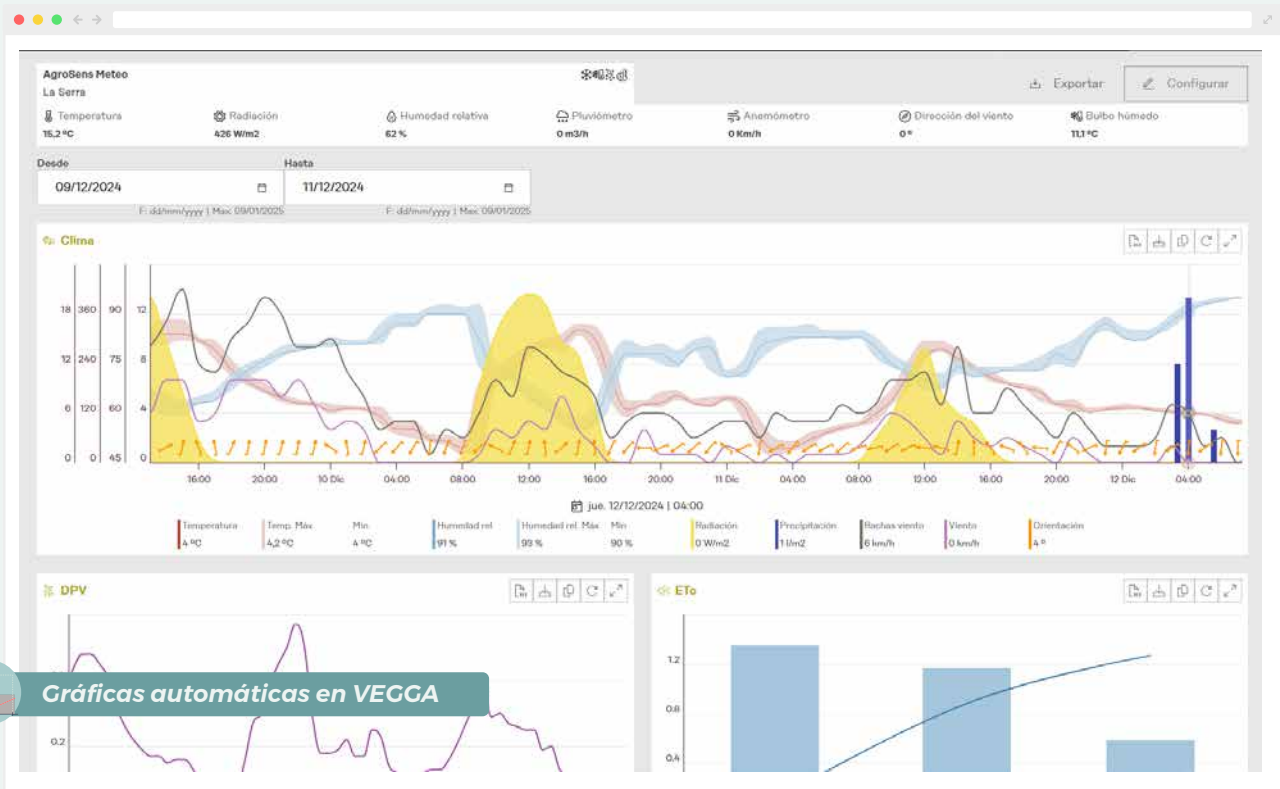 AgroSens Meteo
La Serra
Exportar
Configurar
Temperatura Radiación Humedad relativa Pluviómetro Anemómetro Dirección del viento Bulbo húmedo
15,2 ºC 426 W/m2 62 % 0 m3/h 0 Km/h 0 º 11,1 ºC
Desde Hasta
09/12/2024 11/12/2024
F: dd/mm/yyyy | Max: 09/01/2025 F: dd/mm/yyyy | Max: 09/01/2025
Clima
18 360 90 12
12 240 75 8
6 120 60 4
0 0 45 0
16:00 20:00 10 Dic 04:00 08:00 12:00 16:00 20:00 11 Dic 04:00 08:00 12:00 16:00 20:00 12 Dic 04:00
jue. 12/12/2024 | 04:00
Temperatura Temp. Máx. Min. Humedad rel Humedad rel. Máx Min Radiación Precipitación Rachas viento Viento Orientación
4 ºC 4,2 ºC 4 ºC 91 % 93 % 90 % 0 W/m2 1 l/m2 6 km/h 0 km/h 4 º
DPV
ETo
Gráficas automáticas en VEGGA
0.2
1.2
0.8
0.4